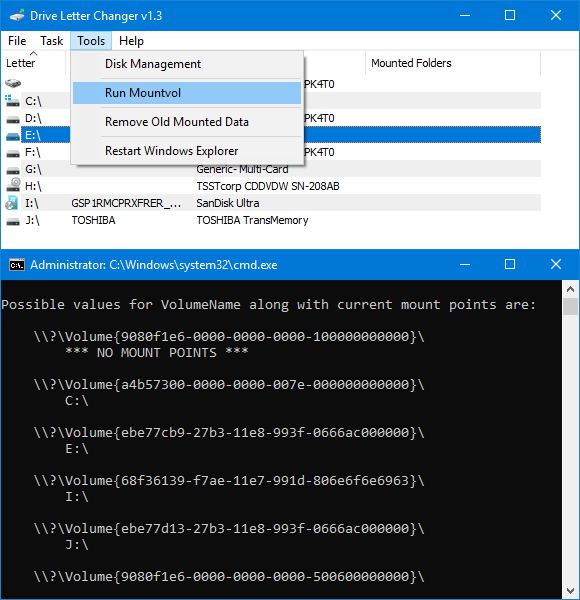 Drive Letter Changer v1.3
File Task Tools Help
Letter Mounted Folders
Disk Management
PK4T0
C:\
Run Mountvol
D:\ PK4T0
Remove Old Mounted Data
E:\
Restart Windows Explorer
F:\ PK4T0
G:\ Generic- Multi-Card
H:\ TSSTcorp CDDVDW SN-208AB
I:\ GSP1RMCPRXFRER_... SanDisk Ultra
J:\ TOSHIBA TOSHIBA TransMemory
Administrator: C:\Windows\system32\cmd.exe
Possible values for VolumeName along with current mount points are:
\\?\Volume{9080f1e6-0000-0000-0000-100000000000}\
*** NO MOUNT POINTS ***
\\?\Volume{a4b57300-0000-0000-007e-000000000000}\
C:\
\\?\Volume{ebe77cb9-27b3-11e8-993f-0666ac000000}\
E:\
\\?\Volume{68f36139-f7ae-11e7-991d-806e6f6e6963}\
I:\
\\?\Volume{ebe77d13-27b3-11e8-993f-0666ac000000}\
J:\
\\?\Volume{9080f1e6-0000-0000-0000-500600000000}\